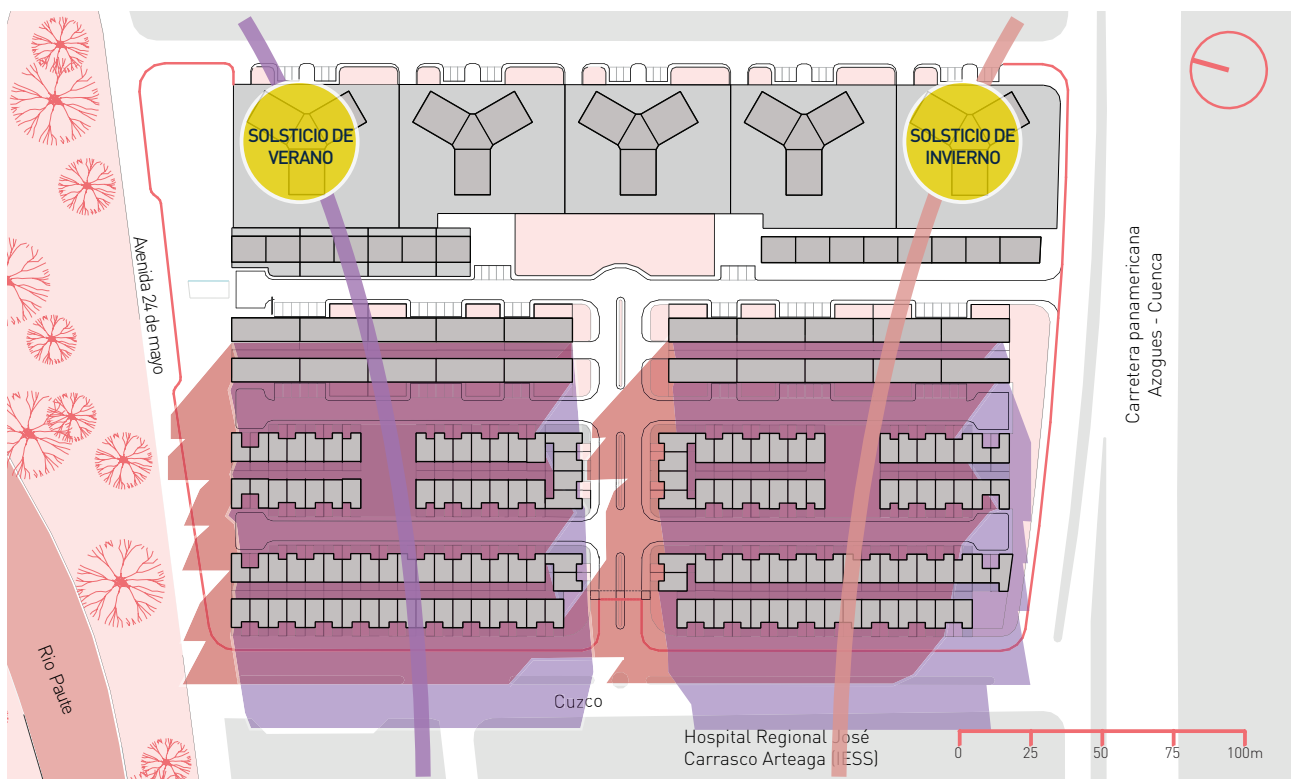 SOLSTICIO DE
VERANO
SOLSTICIO DE
INVIERNO
Avenida 24 de mayo
Carretera panamericana
Azogues - Cuenca
Rio Paute
Cuzco
Hospital Regional José
Carrasco Arteaga (IESS)
0 25 50 75 100m